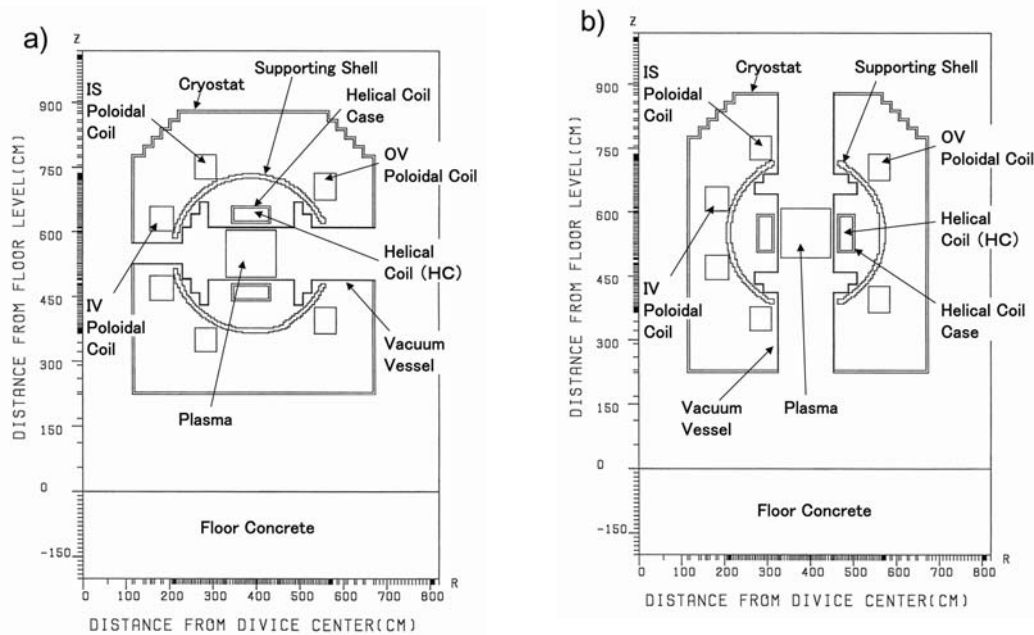 a)
Z
DISTANCE FROM FLOOR LEVEL(CM)
900
750
600
450
300
150
0
-150
IS
Poloidal
Coil
Cryostat
Supporting Shell
Helical Coil
Case
OV
Poloidal Coil
Helical
Coil (HC)
IV
Poloidal
Coil
Vacuum
Vessel
Plasma
Floor Concrete
0 100 200 300 400 500 600 700 800
R
DISTANCE FROM DIVICE CENTER(CM)
b)
Z
DISTANCE FROM FLOOR LEVEL(CM)
900
750
600
450
300
150
0
-150
IS
Poloidal
Coil
Cryostat
Supporting Shell
OV
Poloidal Coil
Helical
Coil (HC)
IV
Poloidal
Coil
Helical Coil
Case
Vacuum
Vessel
Plasma
Floor Concrete
0 100 200 300 400 500 600 700 800
R
DISTANCE FROM DIVICE CENTER(CM)